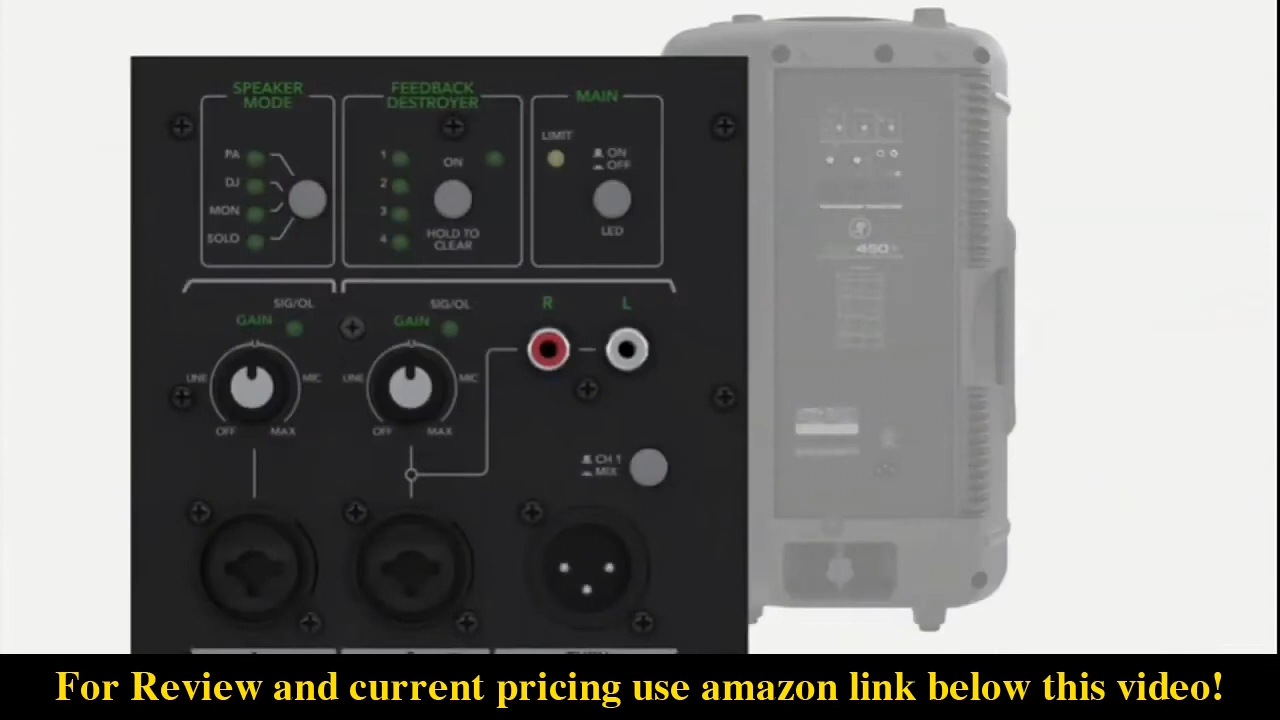 SPEAKER
MODE
FEEDBACK
DESTROYER
MAIN
PA
DJ
MON
SOLO
1
2
3
4
ON
HOLD TO
CLEAR
LIMIT
ON
OFF
LED
SIG/OL
GAIN
LINE
MIC
OFF
MAX
SIG/OL
GAIN
LINE
MIC
OFF
MAX
R
L
CH 1
MIX
450
For Review and current pricing use amazon link below this video!